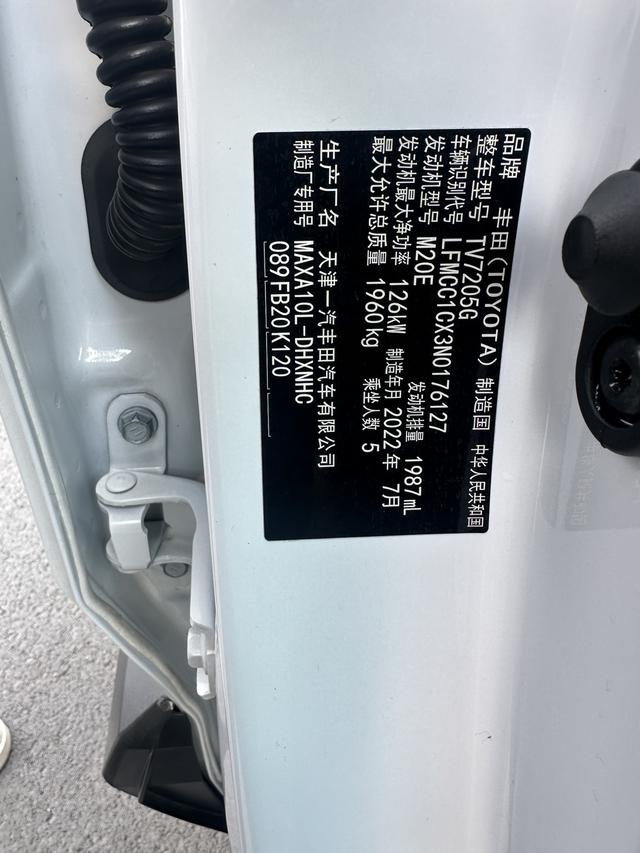 品牌 丰田(TOYOTA) 制造国 中华人民共和国
整车型号 TV7205G
车辆识别代号 LFMCC1CX3N0176127
发动机型号 M20E 发动机排量 1987mL
发动机最大净功率 126kW 制造年月 2022年 7月
最大允许总质量 1960kg 乘坐人数 5
生产厂名 天津一汽丰田汽车有限公司
制造厂专用号 MAXA10L-DHXNHC
089FB20 1K120